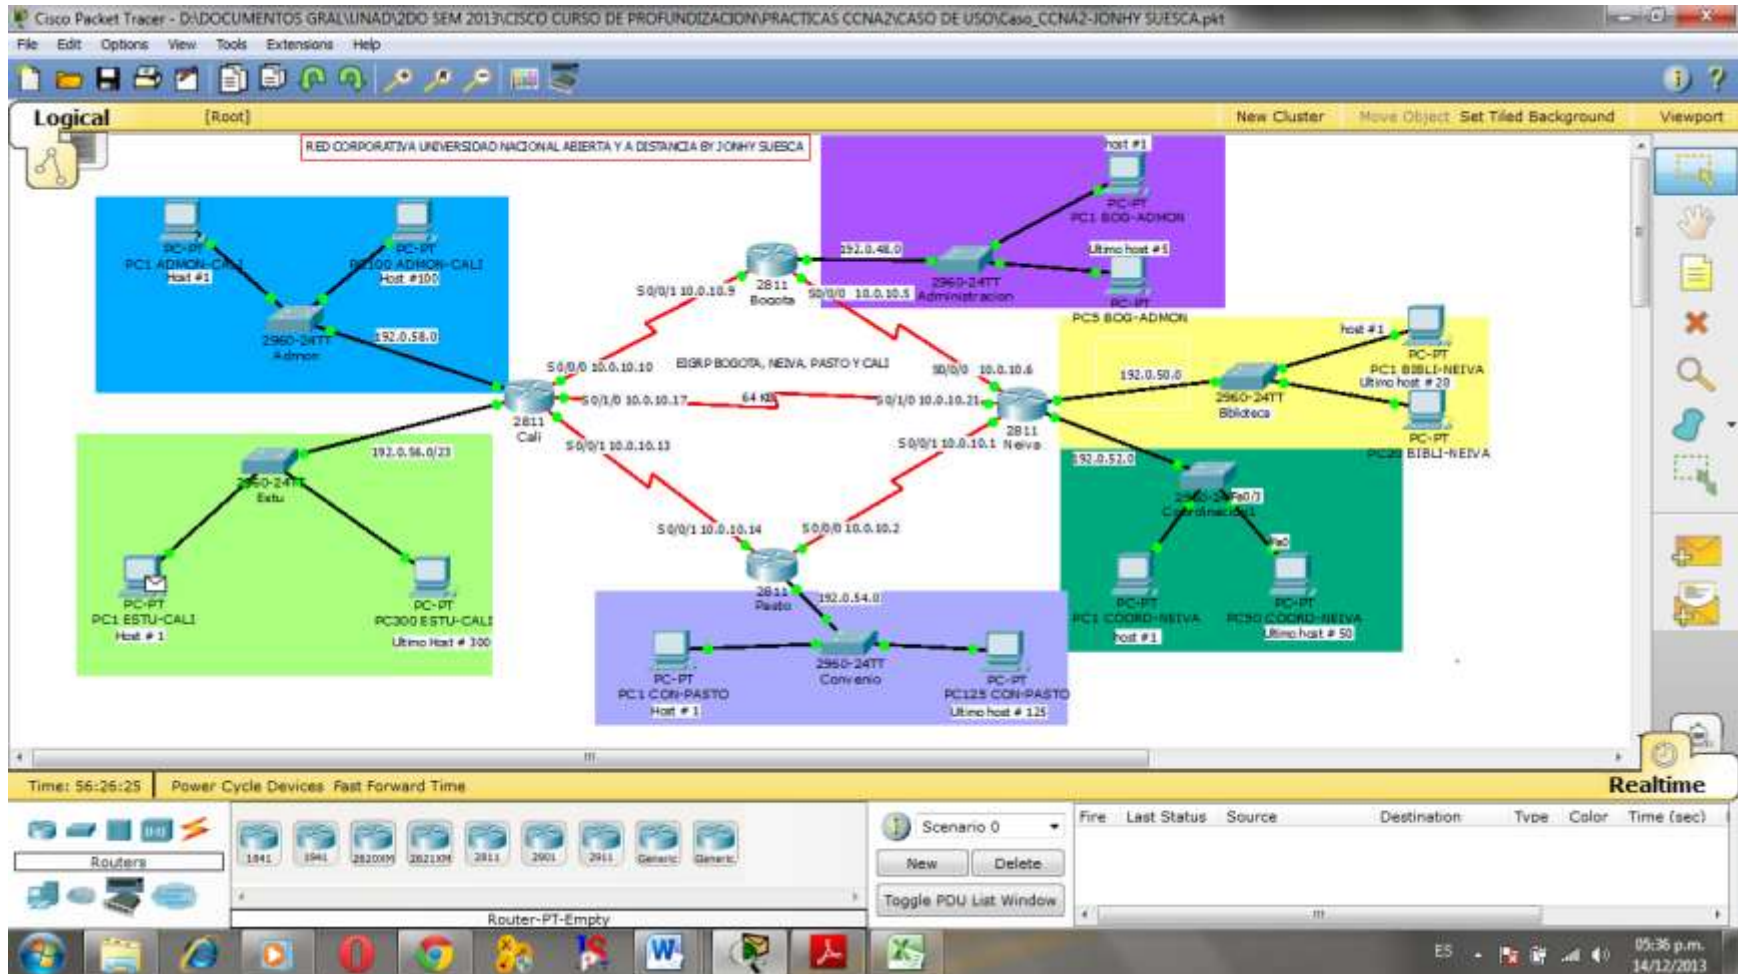 Cisco Packet Tracer - D:\DOCUMENTOS GRAL\UNAD\2DO SEM 2013\CISCO CURSO DE PROFUNDIZACION\PRACTICAS CCNA2\CASO DE USO\Caso_CCNA2-JONHY SUESCA.pkt
File Edit Options View Tools Extensions Help
Logical [Root] New Cluster Move Object Set Tiled Background Viewport
RED CORPORATIVA UNIVERSIDAD NACIONAL ABIERTA Y A DISTANCIA BY JONHY SUESCA
host #1
PC-PT
PC1 BOG-ADMON
Ultimo host #5
PC-PT
PC5 BOG-ADMON
192.0.48.0
2960-24TT
Administracion
PC-PT
PC1 ADMON-CALI
Host #1
PC-PT
PC100 ADMON-CALI
Host #100
2960-24TT
Admon
192.0.58.0
2811
Bogota
S0/0/1 10.0.10.9
S0/0/0 10.0.10.5
EIGRP BOGOTA, NEIVA, PASTO Y CALI
S0/0/0 10.0.10.10
S0/0/0 10.0.10.6
S0/1/0 10.0.10.17
64 KB
S0/1/0 10.0.10.21
2811
Cali
2811
Neiva
S0/0/1 10.0.10.13
S0/0/1 10.0.10.1
192.0.50.0
2960-24TT
Biblioteca
host #1
PC-PT
PC1 BIBLI-NEIVA
Ultimo host # 20
PC-PT
PC20 BIBLI-NEIVA
192.0.56.0/23
2960-24TT
Estu
PC-PT
PC1 ESTU-CALI
Host # 1
PC-PT
PC300 ESTU-CALI
Ultimo Host # 300
192.0.52.0
Fa0/3
Coordinacion1
Fa0
PC-PT
PC1 COORD-NEIVA
host #1
PC-PT
PC50 COORD-NEIVA
Ultimo host # 50
S0/0/1 10.0.10.14
S0/0/0 10.0.10.2
2811
Pasto
192.0.54.0
2960-24TT
Convenio
PC-PT
PC1 CON-PASTO
Host # 1
PC-PT
PC125 CON-PASTO
Ultimo host # 125
Time: 56:26:25 Power Cycle Devices Fast Forward Time Realtime
Routers
1841 1941 2620XM 2621XM 2811 2901 2911 Generic Generic
Router-PT-Empty
Scenario 0
New Delete
Toggle PDU List Window
Fire Last Status Source Destination Type Color Time (sec)
ES
05:36 p.m.
14/12/2013